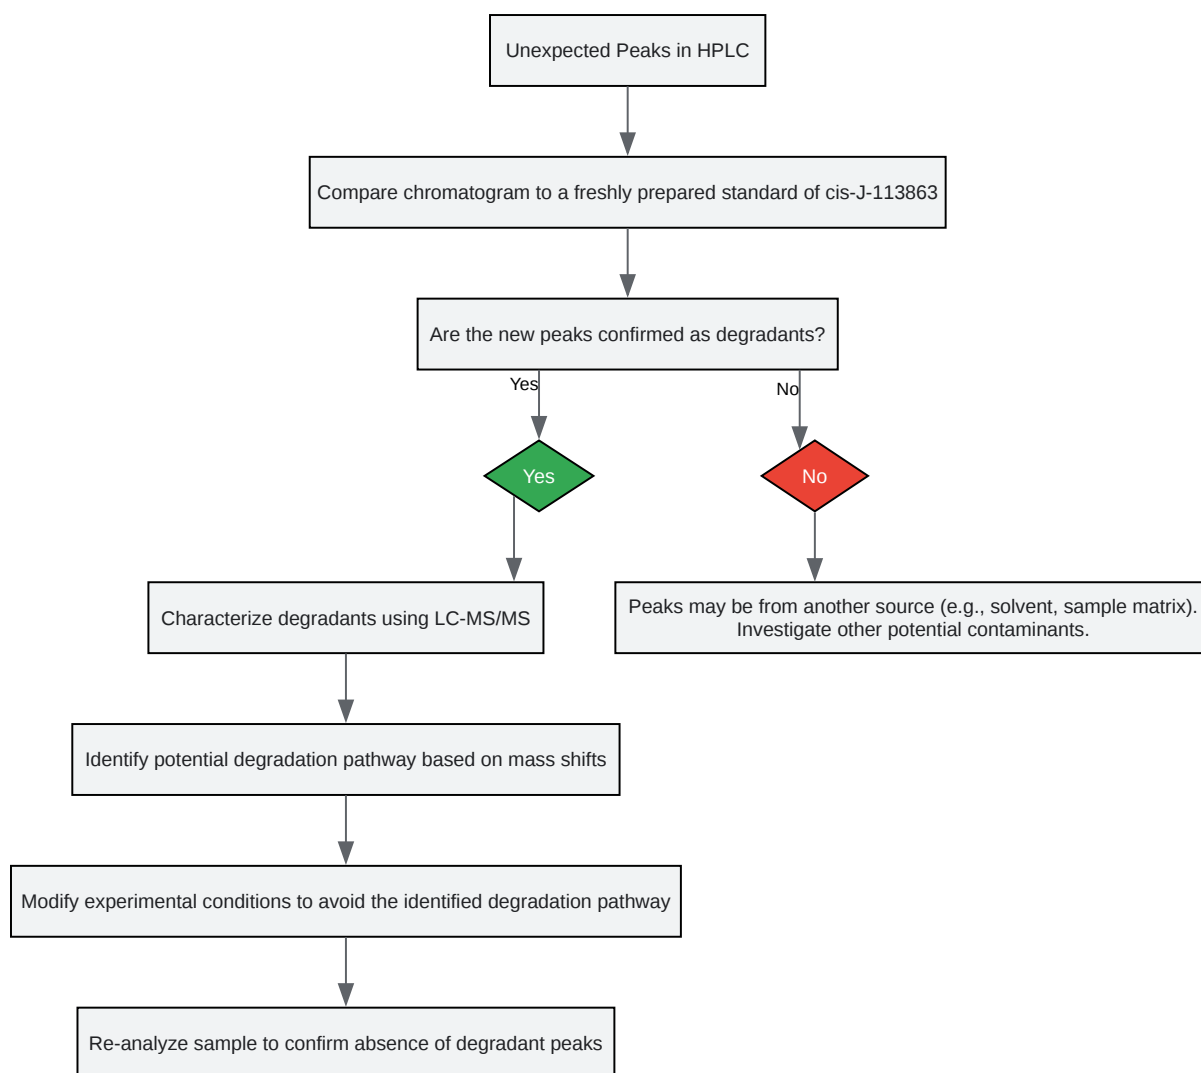 Unexpected Peaks in HPLC
Compare chromatogram to a freshly prepared standard of cis-J-113863
Are the new peaks confirmed as degradants?
Yes
No
Yes
No
Characterize degradants using LC-MS/MS
Peaks may be from another source (e.g., solvent, sample matrix).
Investigate other potential contaminants.
Identify potential degradation pathway based on mass shifts
Modify experimental conditions to avoid the identified degradation pathway
Re-analyze sample to confirm absence of degradant peaks